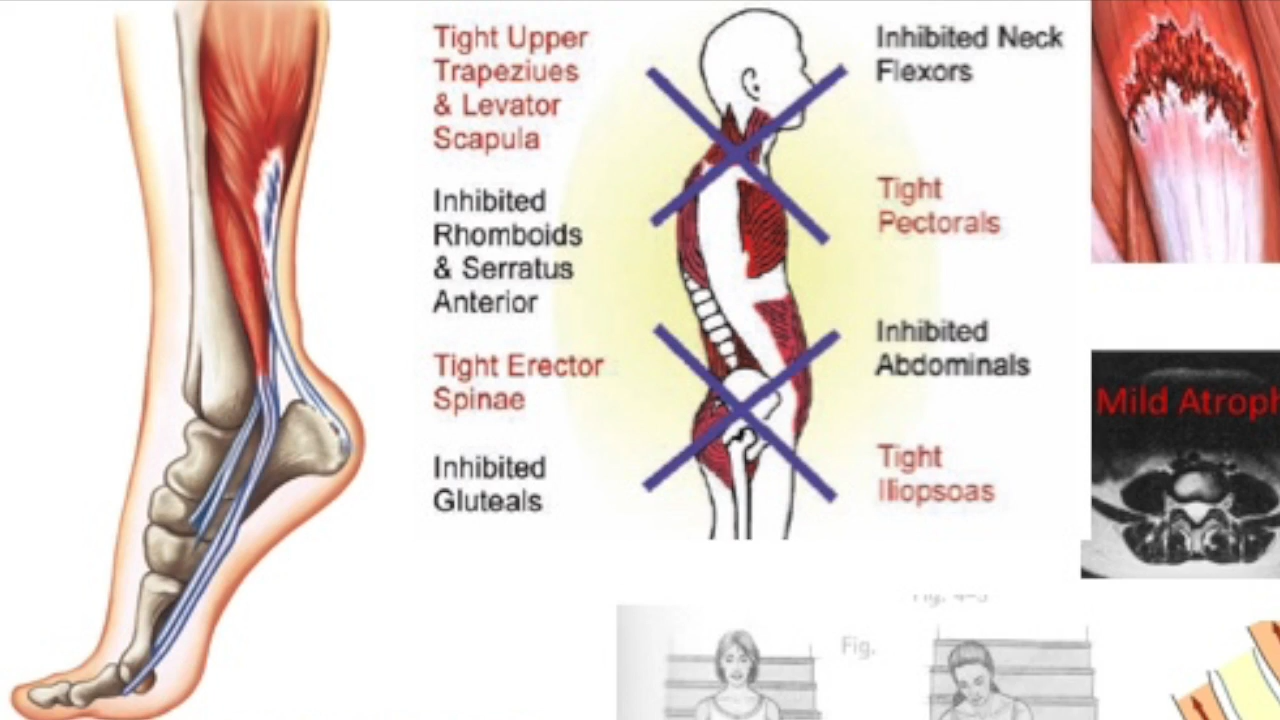 Tight Upper
Trapeziues
& Levator
Scapula
Inhibited
Rhomboids
& Serratus
Anterior
Tight Erector
Spinae
Inhibited
Gluteals
Inhibited Neck
Flexors
Tight
Pectorals
Inhibited
Abdominals
Tight
Iliopsoas
Mild Atroph
Fig.